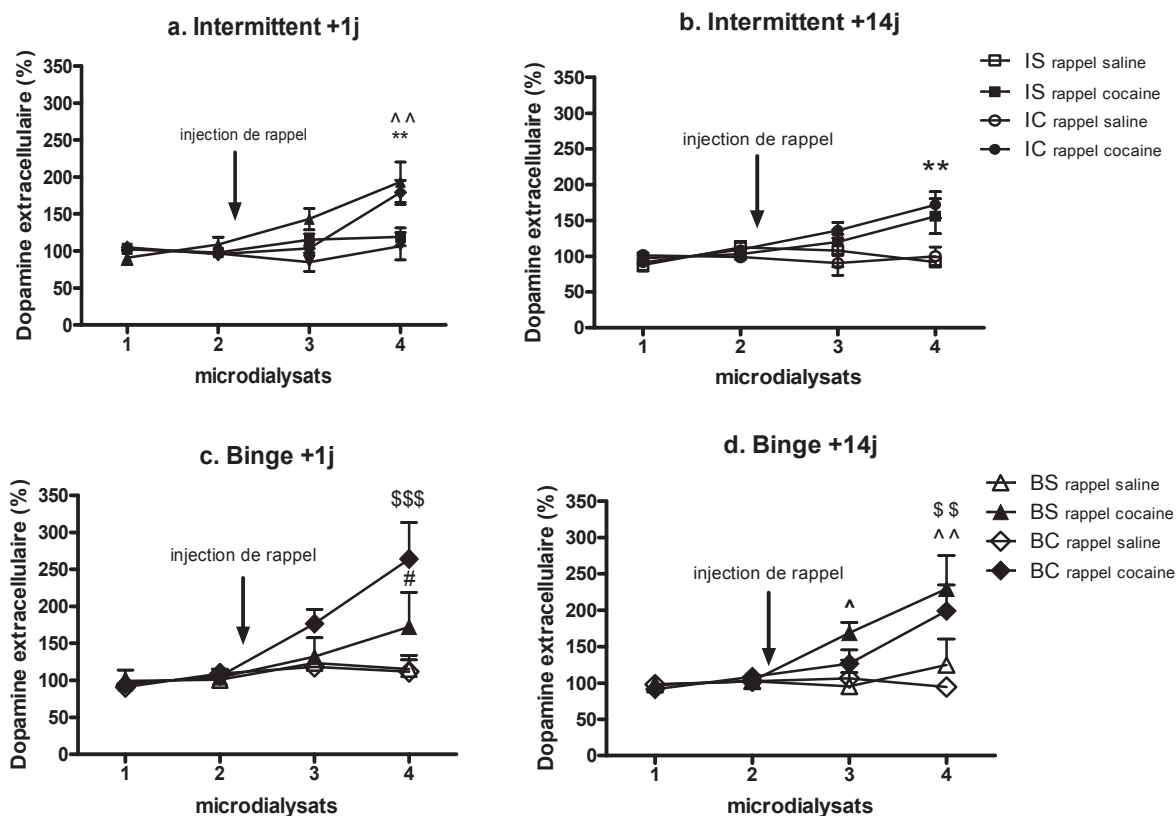 a. Intermittent +1j
Dopamine extracellulaire (%)
350
300
250
200
150
100
50
0
injection de rappel
^ ^
**
1 2 3 4
microdialysats
b. Intermittent +14j
Dopamine extracellulaire (%)
350
300
250
200
150
100
50
0
injection de rappel
**
1 2 3 4
microdialysats
IS rappel saline
IS rappel cocaine
IC rappel saline
IC rappel cocaine
c. Binge +1j
Dopamine extracellulaire (%)
350
300
250
200
150
100
50
0
injection de rappel
$$$
#
1 2 3 4
microdialysats
d. Binge +14j
Dopamine extracellulaire (%)
350
300
250
200
150
100
50
0
injection de rappel
$ $
^ ^
^
1 2 3 4
microdialysats
BS rappel saline
BS rappel cocaine
BC rappel saline
BC rappel cocaine